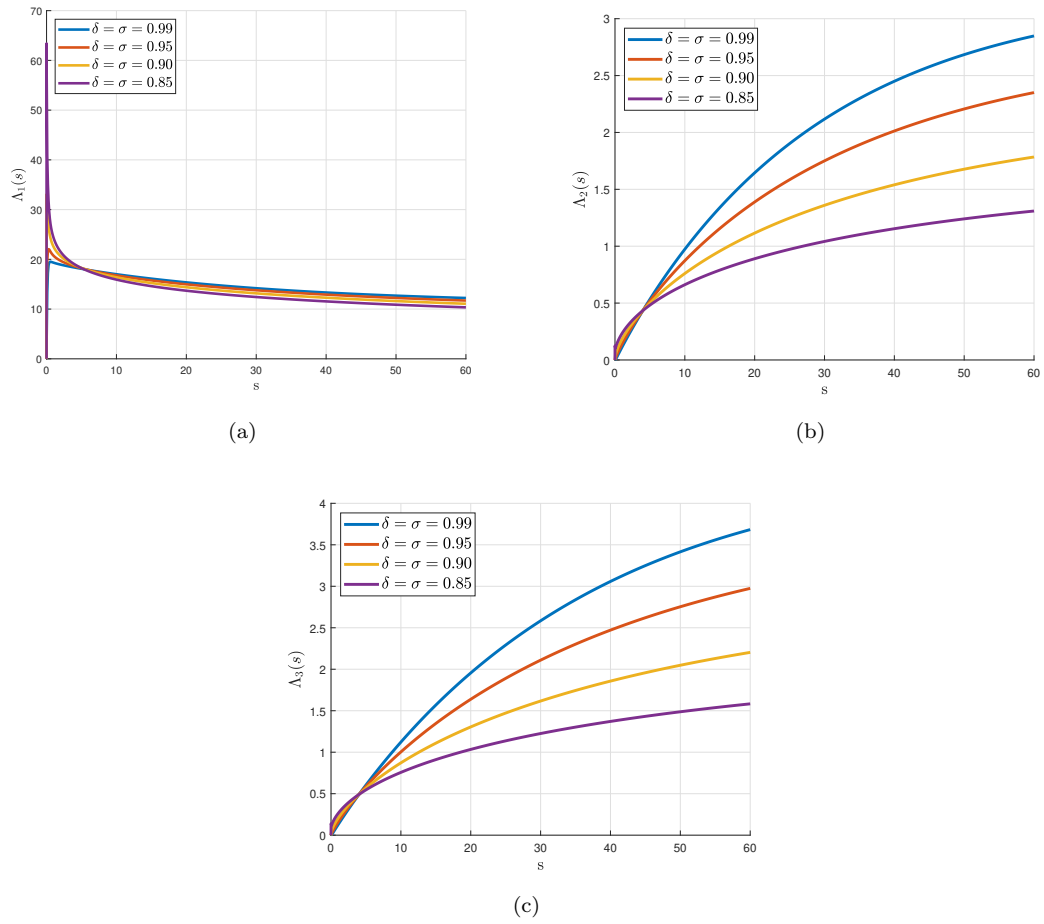 70
60
50
40
30
20
10
0
Λ₁(s)
δ = σ = 0.99
δ = σ = 0.95
δ = σ = 0.90
δ = σ = 0.85
0 10 20 30 40 50 60
s
(a)
3
2.5
2
1.5
1
0.5
0
Λ₂(s)
δ = σ = 0.99
δ = σ = 0.95
δ = σ = 0.90
δ = σ = 0.85
0 10 20 30 40 50 60
s
(b)
4
3.5
3
2.5
2
1.5
1
0.5
0
Λ₃(s)
δ = σ = 0.99
δ = σ = 0.95
δ = σ = 0.90
δ = σ = 0.85
0 10 20 30 40 50 60
s
(c)